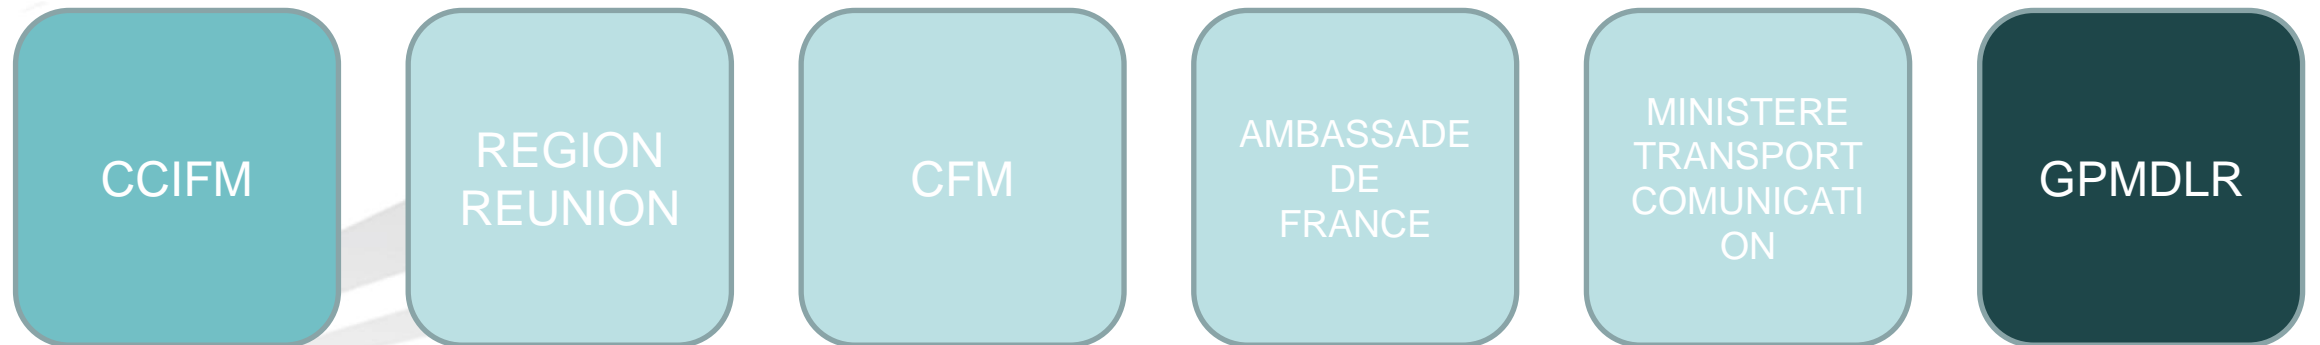 CCIFM
REGION
REUNION
CFM
AMBASSADE
DE
FRANCE
MINISTERE
TRANSPORT
COMUNICATI
ON
GPMDLR